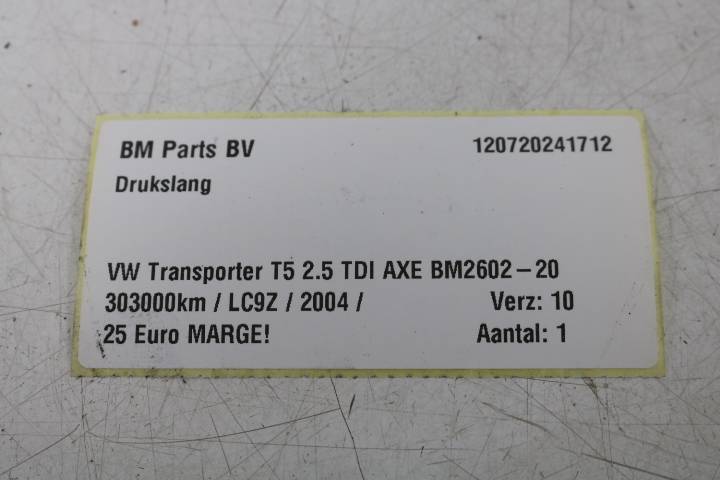 BM Parts BV 120720241712
Drukslang
VW Transporter T5 2.5 TDI AXE BM2602-20
303000km / LC9Z / 2004 / Verz: 10
25 Euro MARGE! Aantal: 1